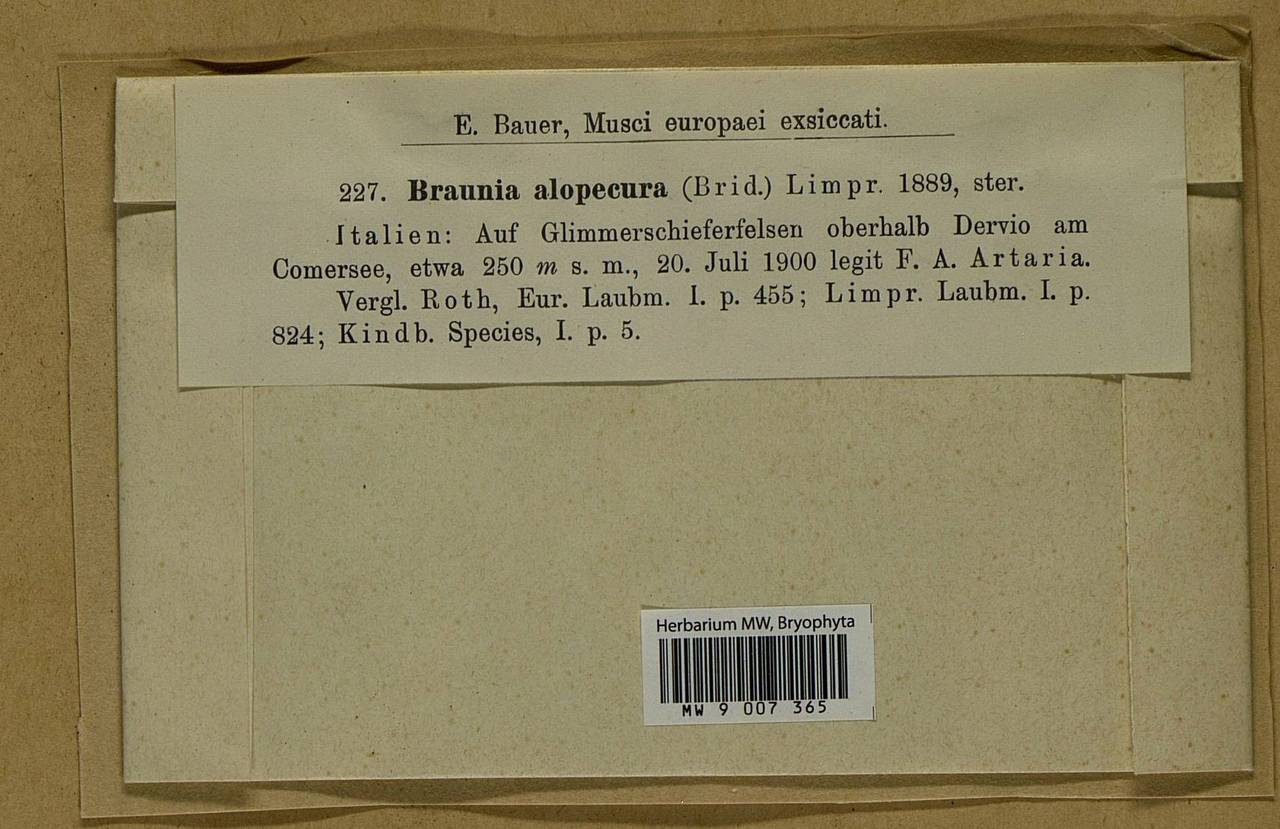 E. Bauer, Musci europaei exsiccati.
227. Braunia alopecura (Brid.) Limpr. 1889, ster.
Italien: Auf Glimmerschieferfelsen oberhalb Dervio am
Comersee, etwa 250 m s. m., 20. Juli 1900 legit F. A. Artaria.
Vergl. Roth, Eur. Laubm. I. p. 455; Limpr. Laubm. I. p.
824; Kindb. Species, I. p. 5.
Herbarium MW, Bryophyta
MW 9 007 365